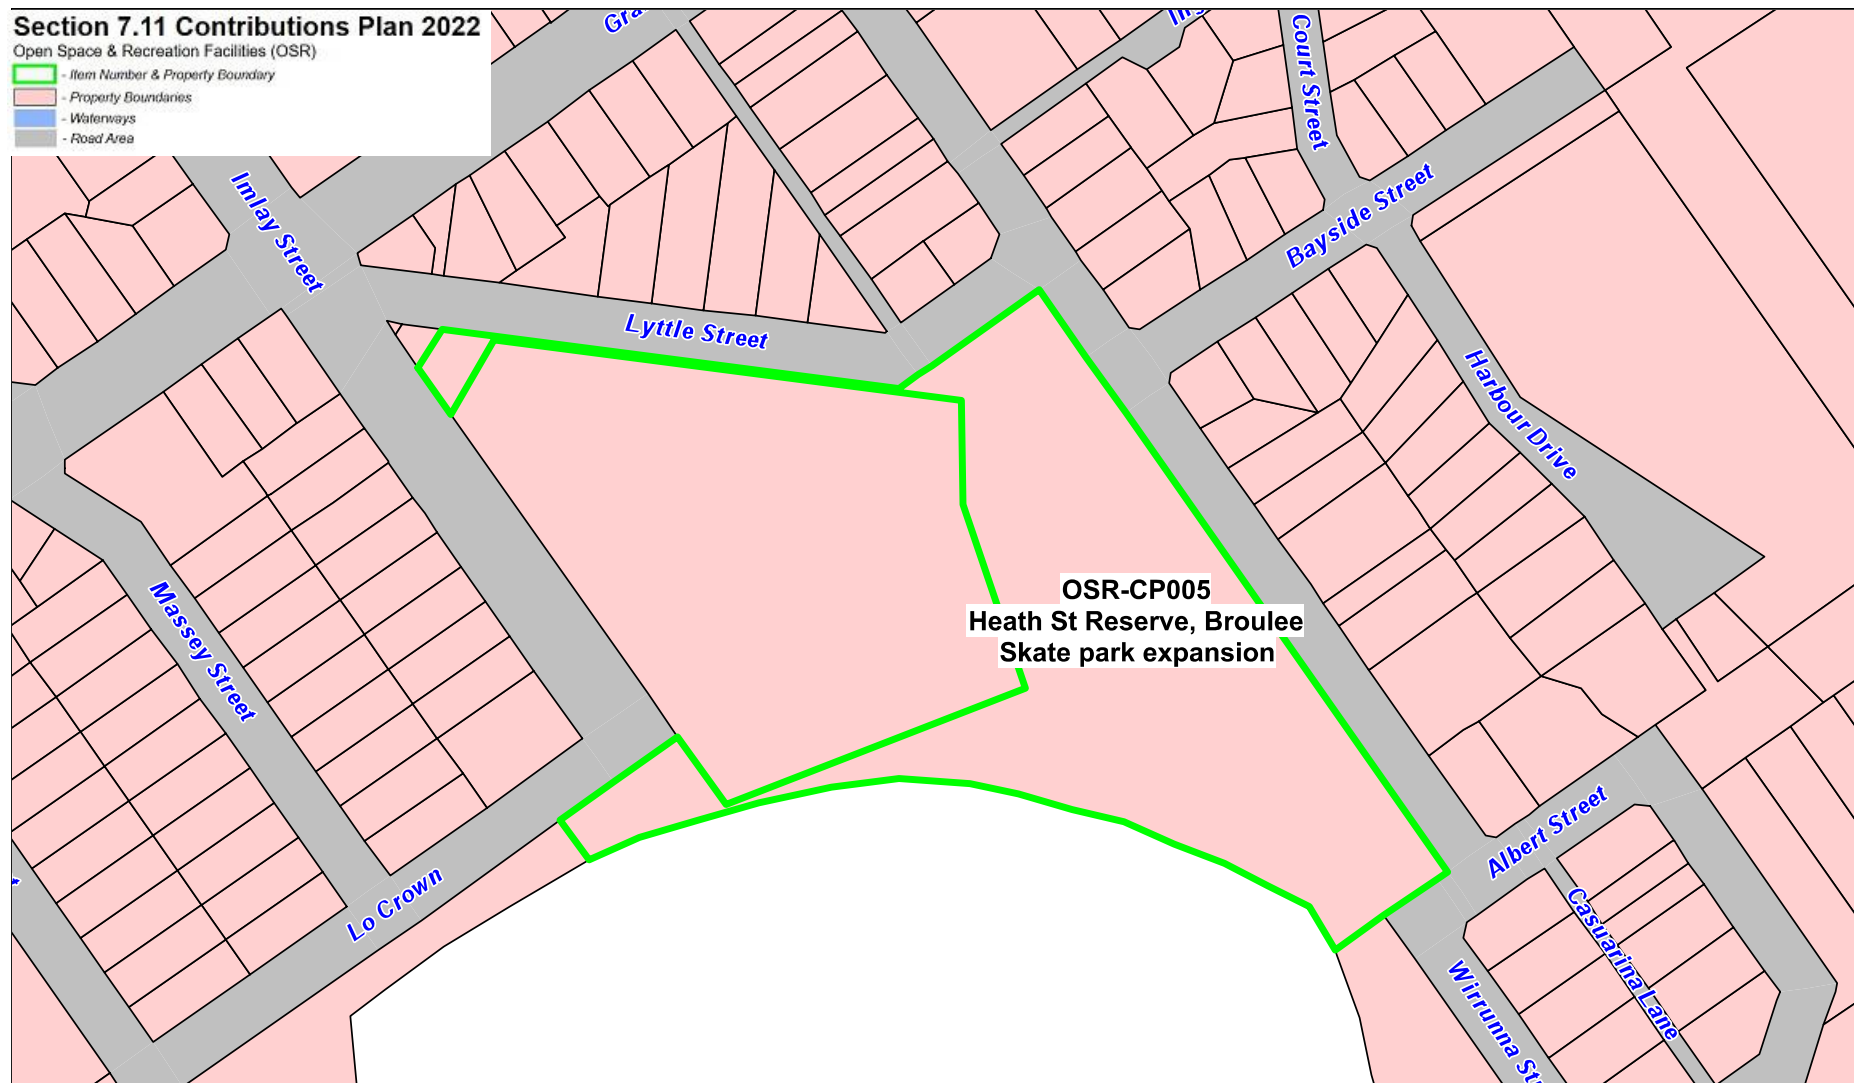 Section 7.11 Contributions Plan 2022
Open Space & Recreation Facilities (OSR)
- Item Number & Property Boundary
- Property Boundaries
- Waterways
- Road Area
Imlay Street
Court Street
Bayside Street
Lyttle Street
Harbour Drive
OSR-CP005
Heath St Reserve, Broulee
Skate park expansion
Massey Street
Albert Street
Lo Crown
Casuarina Lane
Wirrunna